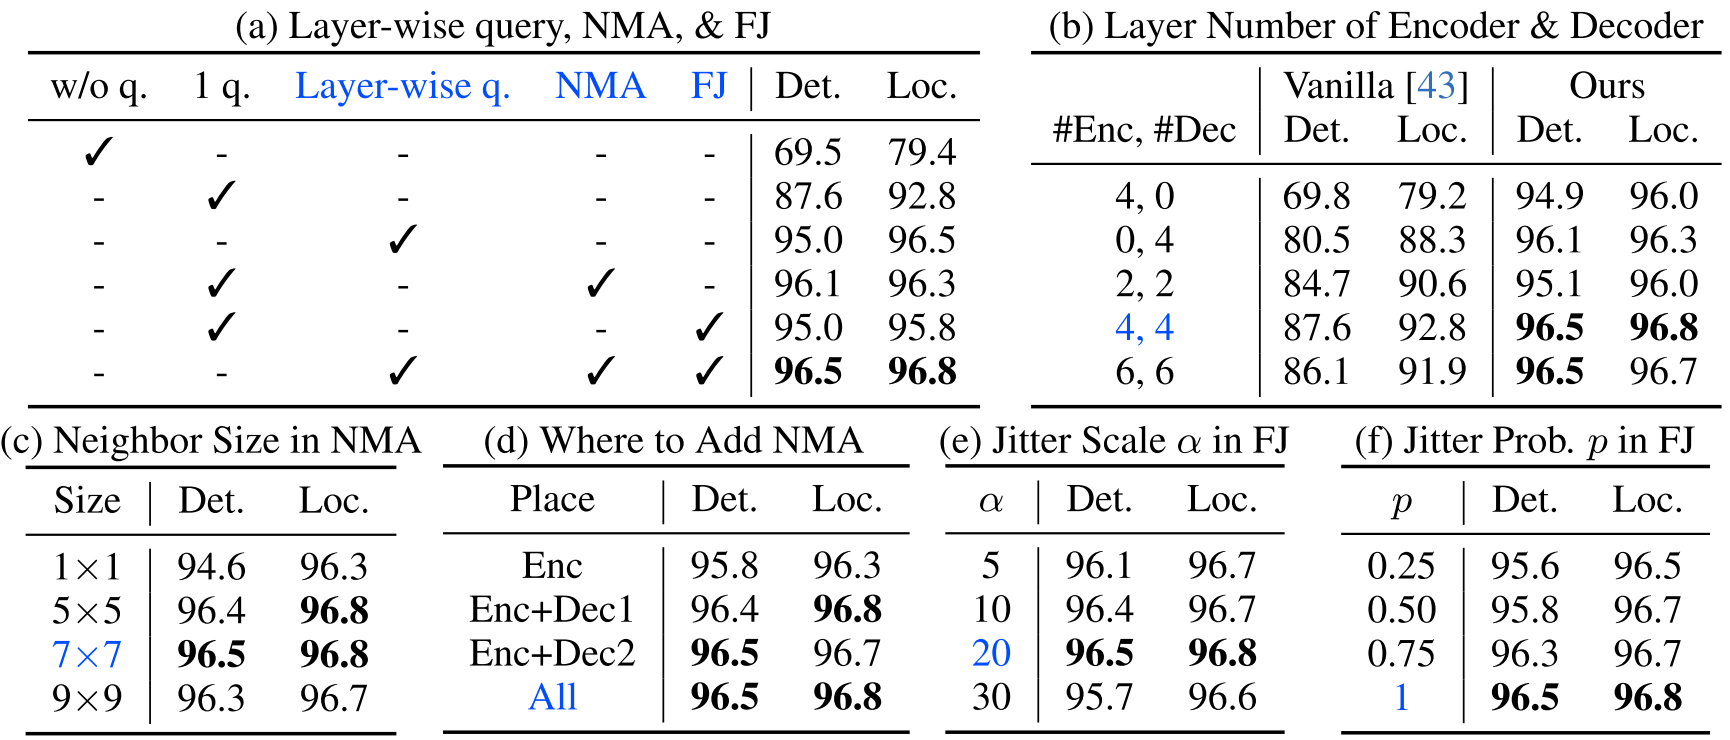 (a) Layer-wise query, NMA, & FJ
w/o q. 1 q. Layer-wise q. NMA FJ Det. Loc.
✓ - - - - 69.5 79.4
- ✓ - - - 87.6 92.8
- - ✓ - - 95.0 96.5
- ✓ - ✓ - 96.1 96.3
- ✓ - - ✓ 95.0 95.8
- - ✓ ✓ ✓ 96.5 96.8
(b) Layer Number of Encoder & Decoder
Vanilla [43] Ours
#Enc, #Dec Det. Loc. Det. Loc.
4, 0 69.8 79.2 94.9 96.0
0, 4 80.5 88.3 96.1 96.3
2, 2 84.7 90.6 95.1 96.0
4, 4 87.6 92.8 96.5 96.8
6, 6 86.1 91.9 96.5 96.7
(c) Neighbor Size in NMA
Size Det. Loc.
1×1 94.6 96.3
5×5 96.4 96.8
7×7 96.5 96.8
9×9 96.3 96.7
(d) Where to Add NMA
Place Det. Loc.
Enc 95.8 96.3
Enc+Dec1 96.4 96.8
Enc+Dec2 96.5 96.7
All 96.5 96.8
(e) Jitter Scale α in FJ
α Det. Loc.
5 96.1 96.7
10 96.4 96.7
20 96.5 96.8
30 95.7 96.6
(f) Jitter Prob. p in FJ
p Det. Loc.
0.25 95.6 96.5
0.50 95.8 96.7
0.75 96.3 96.7
1 96.5 96.8